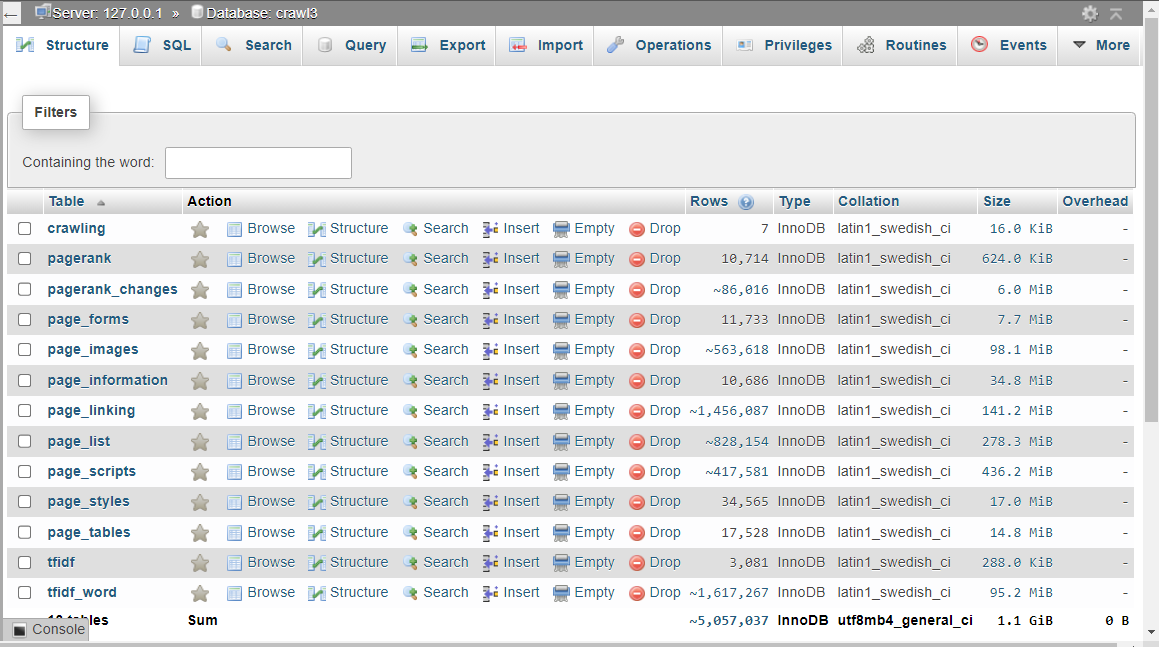 Server: 127.0.0.1 » Database: crawl3
Structure SQL Search Query Export Import Operations Privileges Routines Events More
Filters
Containing the word:
Table Action Rows Type Collation Size Overhead
crawling Browse Structure Search Insert Empty Drop 7 InnoDB latin1_swedish_ci 16.0 KiB -
pagerank Browse Structure Search Insert Empty Drop 10,714 InnoDB latin1_swedish_ci 624.0 KiB -
pagerank_changes Browse Structure Search Insert Empty Drop ~86,016 InnoDB latin1_swedish_ci 6.0 MiB -
page_forms Browse Structure Search Insert Empty Drop 11,733 InnoDB latin1_swedish_ci 7.7 MiB -
page_images Browse Structure Search Insert Empty Drop ~563,618 InnoDB latin1_swedish_ci 98.1 MiB -
page_information Browse Structure Search Insert Empty Drop 10,686 InnoDB latin1_swedish_ci 34.8 MiB -
page_linking Browse Structure Search Insert Empty Drop ~1,456,087 InnoDB latin1_swedish_ci 141.2 MiB -
page_list Browse Structure Search Insert Empty Drop ~828,154 InnoDB latin1_swedish_ci 278.3 MiB -
page_scripts Browse Structure Search Insert Empty Drop ~417,581 InnoDB latin1_swedish_ci 436.2 MiB -
page_styles Browse Structure Search Insert Empty Drop 34,565 InnoDB latin1_swedish_ci 17.0 MiB -
page_tables Browse Structure Search Insert Empty Drop 17,528 InnoDB latin1_swedish_ci 14.8 MiB -
tfidf Browse Structure Search Insert Empty Drop 3,081 InnoDB latin1_swedish_ci 288.0 KiB -
tfidf_word Browse Structure Search Insert Empty Drop ~1,617,267 InnoDB latin1_swedish_ci 95.2 MiB -
tables Sum ~5,057,037 InnoDB utf8mb4_general_ci 1.1 GiB 0 B
Console